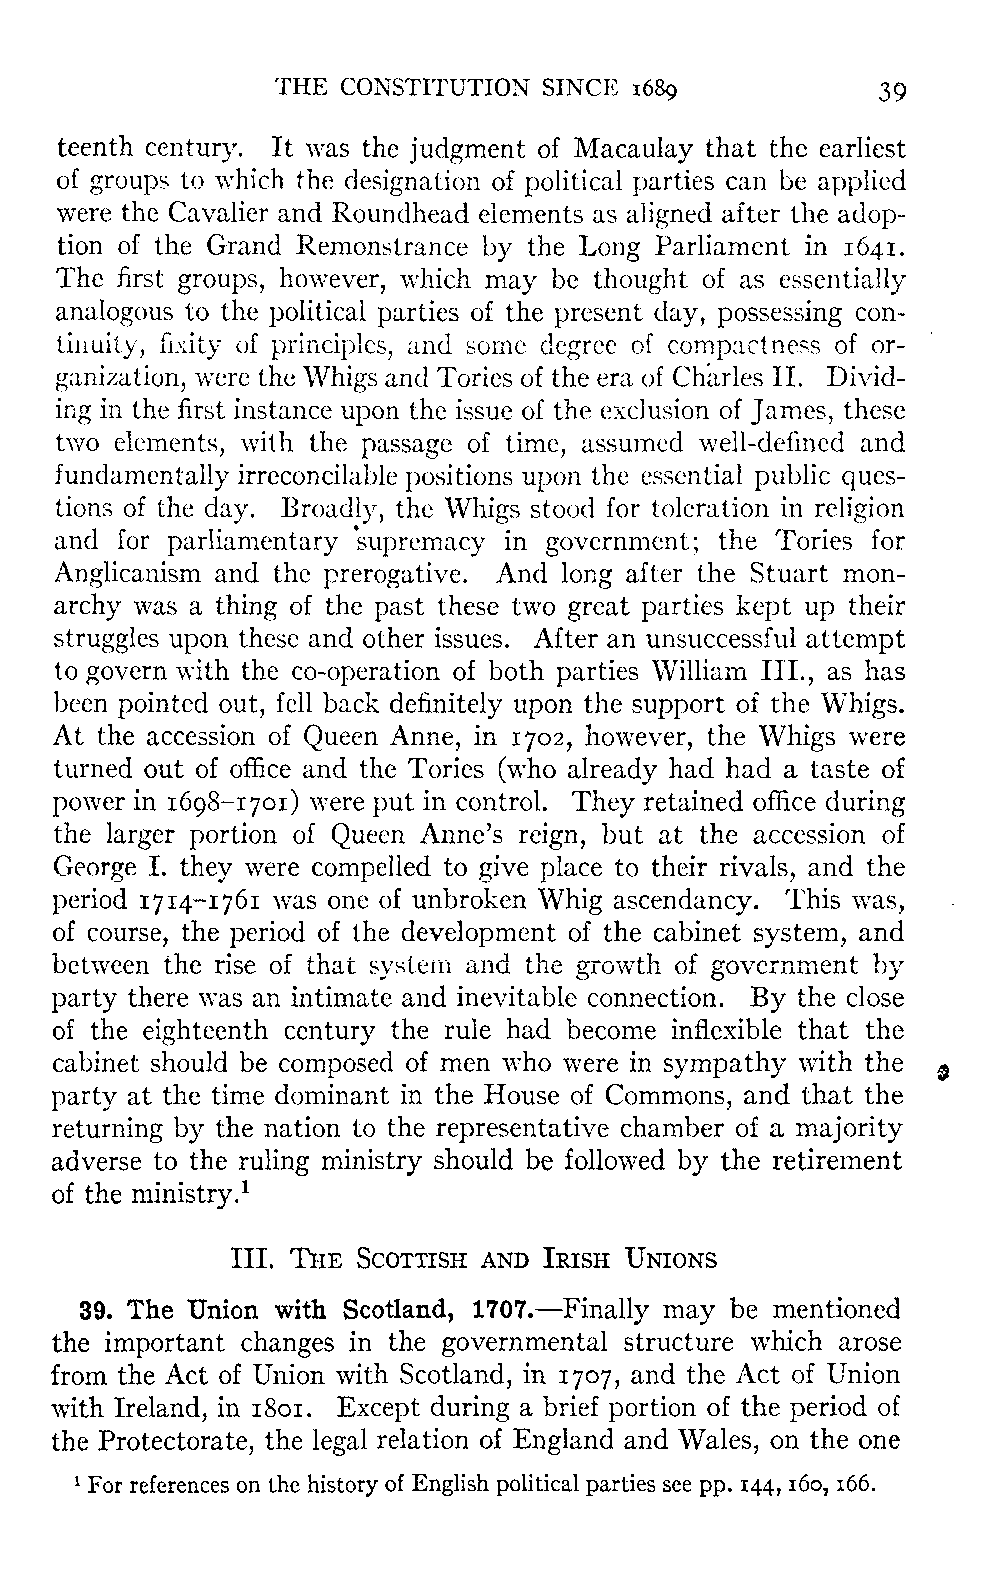 THE CONSTITUTION SINCE 1689 39
teenth century. It was the judgment of Macaulay that the earliest
of groups to which the designation of political parties can be applied
were the Cavalier and Roundhead elements as aligned after the adop-
tion of the Grand Remonstrance by the Long Parliament in 1641.
The first groups, however, which may be thought of as essentially
analogous to the political parties of the present day, possessing con-
tinuity, fixity of principles, and some degree of compactness of or-
ganization, were the Whigs and Tories of the era of Charles II. Divid-
ing in the first instance upon the issue of the exclusion of James, these
two elements, with the passage of time, assumed well-defined and
fundamentally irreconcilable positions upon the essential public ques-
tions of the day. Broadly, the Whigs stood for toleration in religion
and for parliamentary supremacy in government; the Tories for
Anglicanism and the prerogative. And long after the Stuart mon-
archy was a thing of the past these two great parties kept up their
struggles upon these and other issues. After an unsuccessful attempt
to govern with the co-operation of both parties William III., as has
been pointed out, fell back definitely upon the support of the Whigs.
At the accession of Queen Anne, in 1702, however, the Whigs were
turned out of office and the Tories (who already had had a taste of
power in 1698–1701) were put in control. They retained office during
the larger portion of Queen Anne's reign, but at the accession of
George I. they were compelled to give place to their rivals, and the
period 1714–1761 was one of unbroken Whig ascendancy. This was,
of course, the period of the development of the cabinet system, and
between the rise of that system and the growth of government by
party there was an intimate and inevitable connection. By the close
of the eighteenth century the rule had become inflexible that the
cabinet should be composed of men who were in sympathy with the
party at the time dominant in the House of Commons, and that the
returning by the nation to the representative chamber of a majority
adverse to the ruling ministry should be followed by the retirement
of the ministry.¹
III. THE SCOTTISH AND IRISH UNIONS
39. The Union with Scotland, 1707.—Finally may be mentioned
the important changes in the governmental structure which arose
from the Act of Union with Scotland, in 1707, and the Act of Union
with Ireland, in 1801. Except during a brief portion of the period of
the Protectorate, the legal relation of England and Wales, on the one
¹ For references on the history of English political parties see pp. 144, 160, 166.